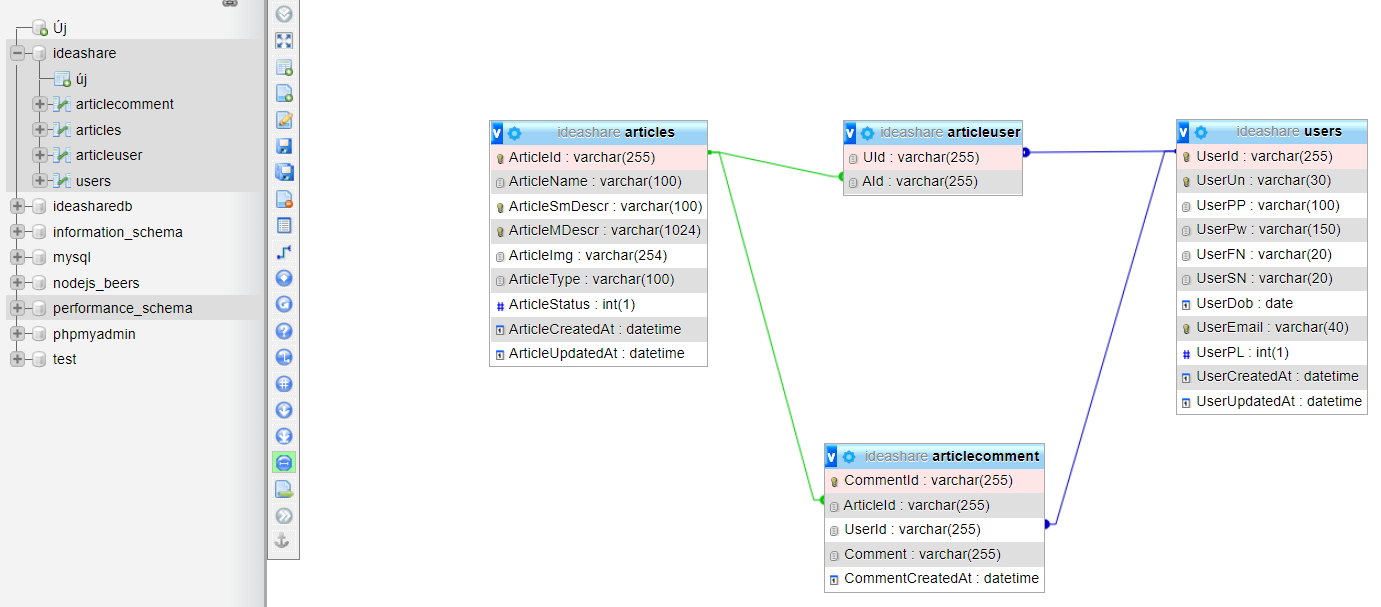 Új
ideashare
új
articlecomment
articles
articleuser
users
ideasharedb
information_schema
mysql
nodejs_beers
performance_schema
phpmyadmin
test
v ideashare articles
ArticleId : varchar(255)
ArticleName : varchar(100)
ArticleSmDescr : varchar(100)
ArticleMDescr : varchar(1024)
ArticleImg : varchar(254)
ArticleType : varchar(100)
# ArticleStatus : int(1)
ArticleCreatedAt : datetime
ArticleUpdatedAt : datetime
v ideashare articleuser
UId : varchar(255)
AId : varchar(255)
v ideashare users
UserId : varchar(255)
UserUn : varchar(30)
UserPP : varchar(100)
UserPw : varchar(150)
UserFN : varchar(20)
UserSN : varchar(20)
UserDob : date
UserEmail : varchar(40)
# UserPL : int(1)
UserCreatedAt : datetime
UserUpdatedAt : datetime
v ideashare articlecomment
CommentId : varchar(255)
ArticleId : varchar(255)
UserId : varchar(255)
Comment : varchar(255)
CommentCreatedAt : datetime